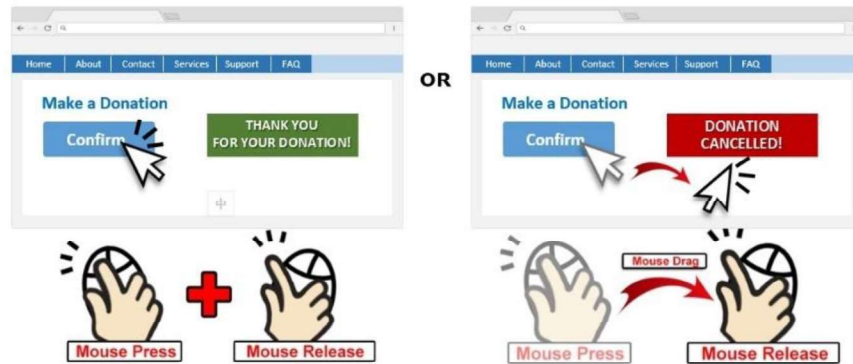 Home About Contact Services Support FAQ
Make a Donation
Confirm
THANK YOU
FOR YOUR DONATION!
Mouse Press
Mouse Release
OR
Home About Contact Services Support FAQ
Make a Donation
Confirm
DONATION
CANCELLED!
Mouse Drag
Mouse Press
Mouse Release